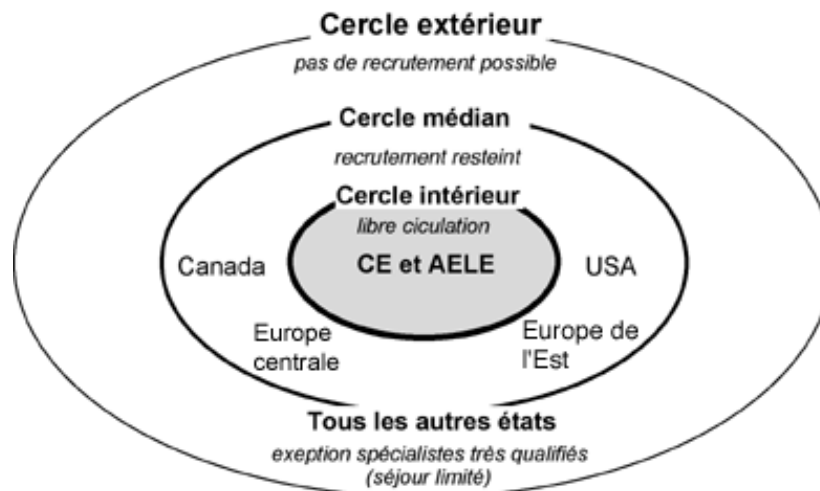 Cercle extérieur
pas de recrutement possible
Cercle médian
recrutement resteint
Cercle intérieur
libre ciculation
CE et AELE
Canada
USA
Europe
centrale
Europe de
l'Est
Tous les autres états
exeption spécialistes très qualifiés
(séjour limité)